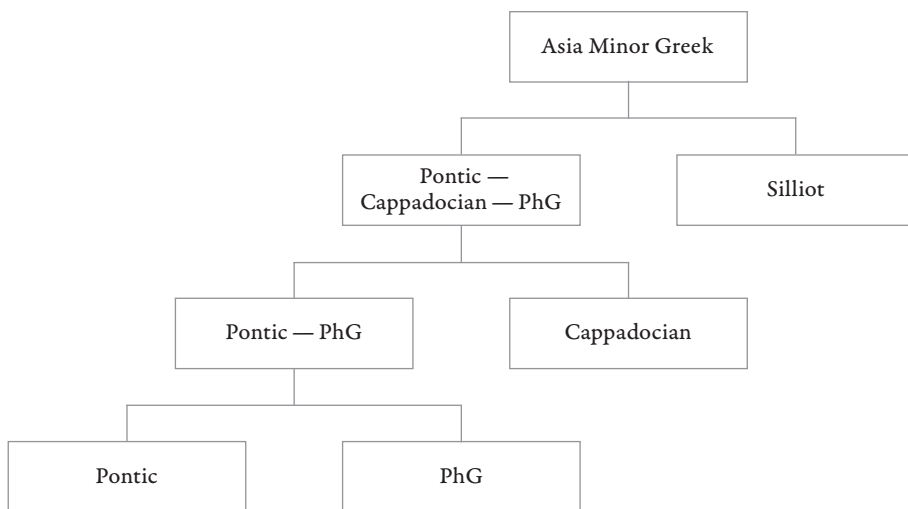 Asia Minor Greek
Pontic —
Cappadocian — PhG
Silliot
Pontic — PhG
Cappadocian
Pontic
PhG